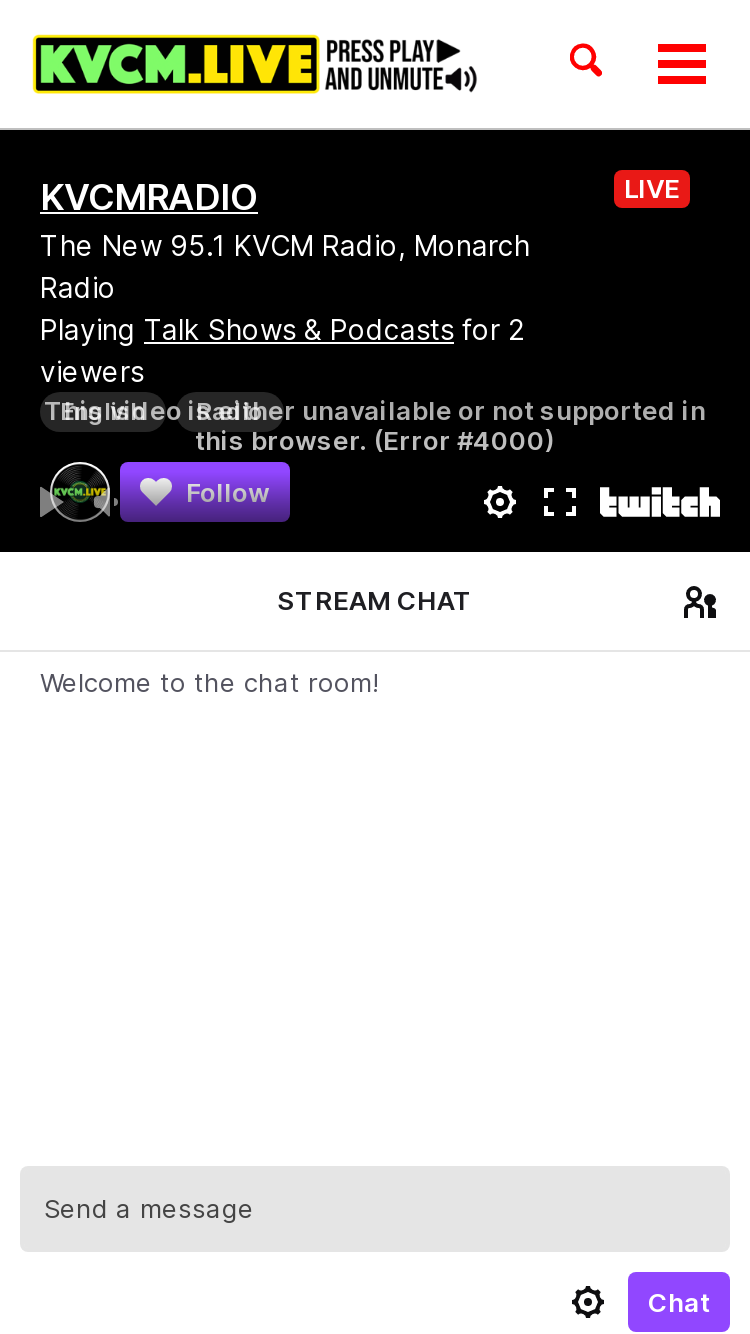 KVCM.LIVE PRESS PLAY
AND UNMUTE
KVCMRADIO LIVE
The New 95.1 KVCM Radio, Monarch
Radio
Playing Talk Shows & Podcasts for 2
viewers
English Radio
This video is either unavailable or not supported in
this browser. (Error #4000)
KVCM.LIVE Follow twitch
STREAM CHAT
Welcome to the chat room!
Send a message
Chat